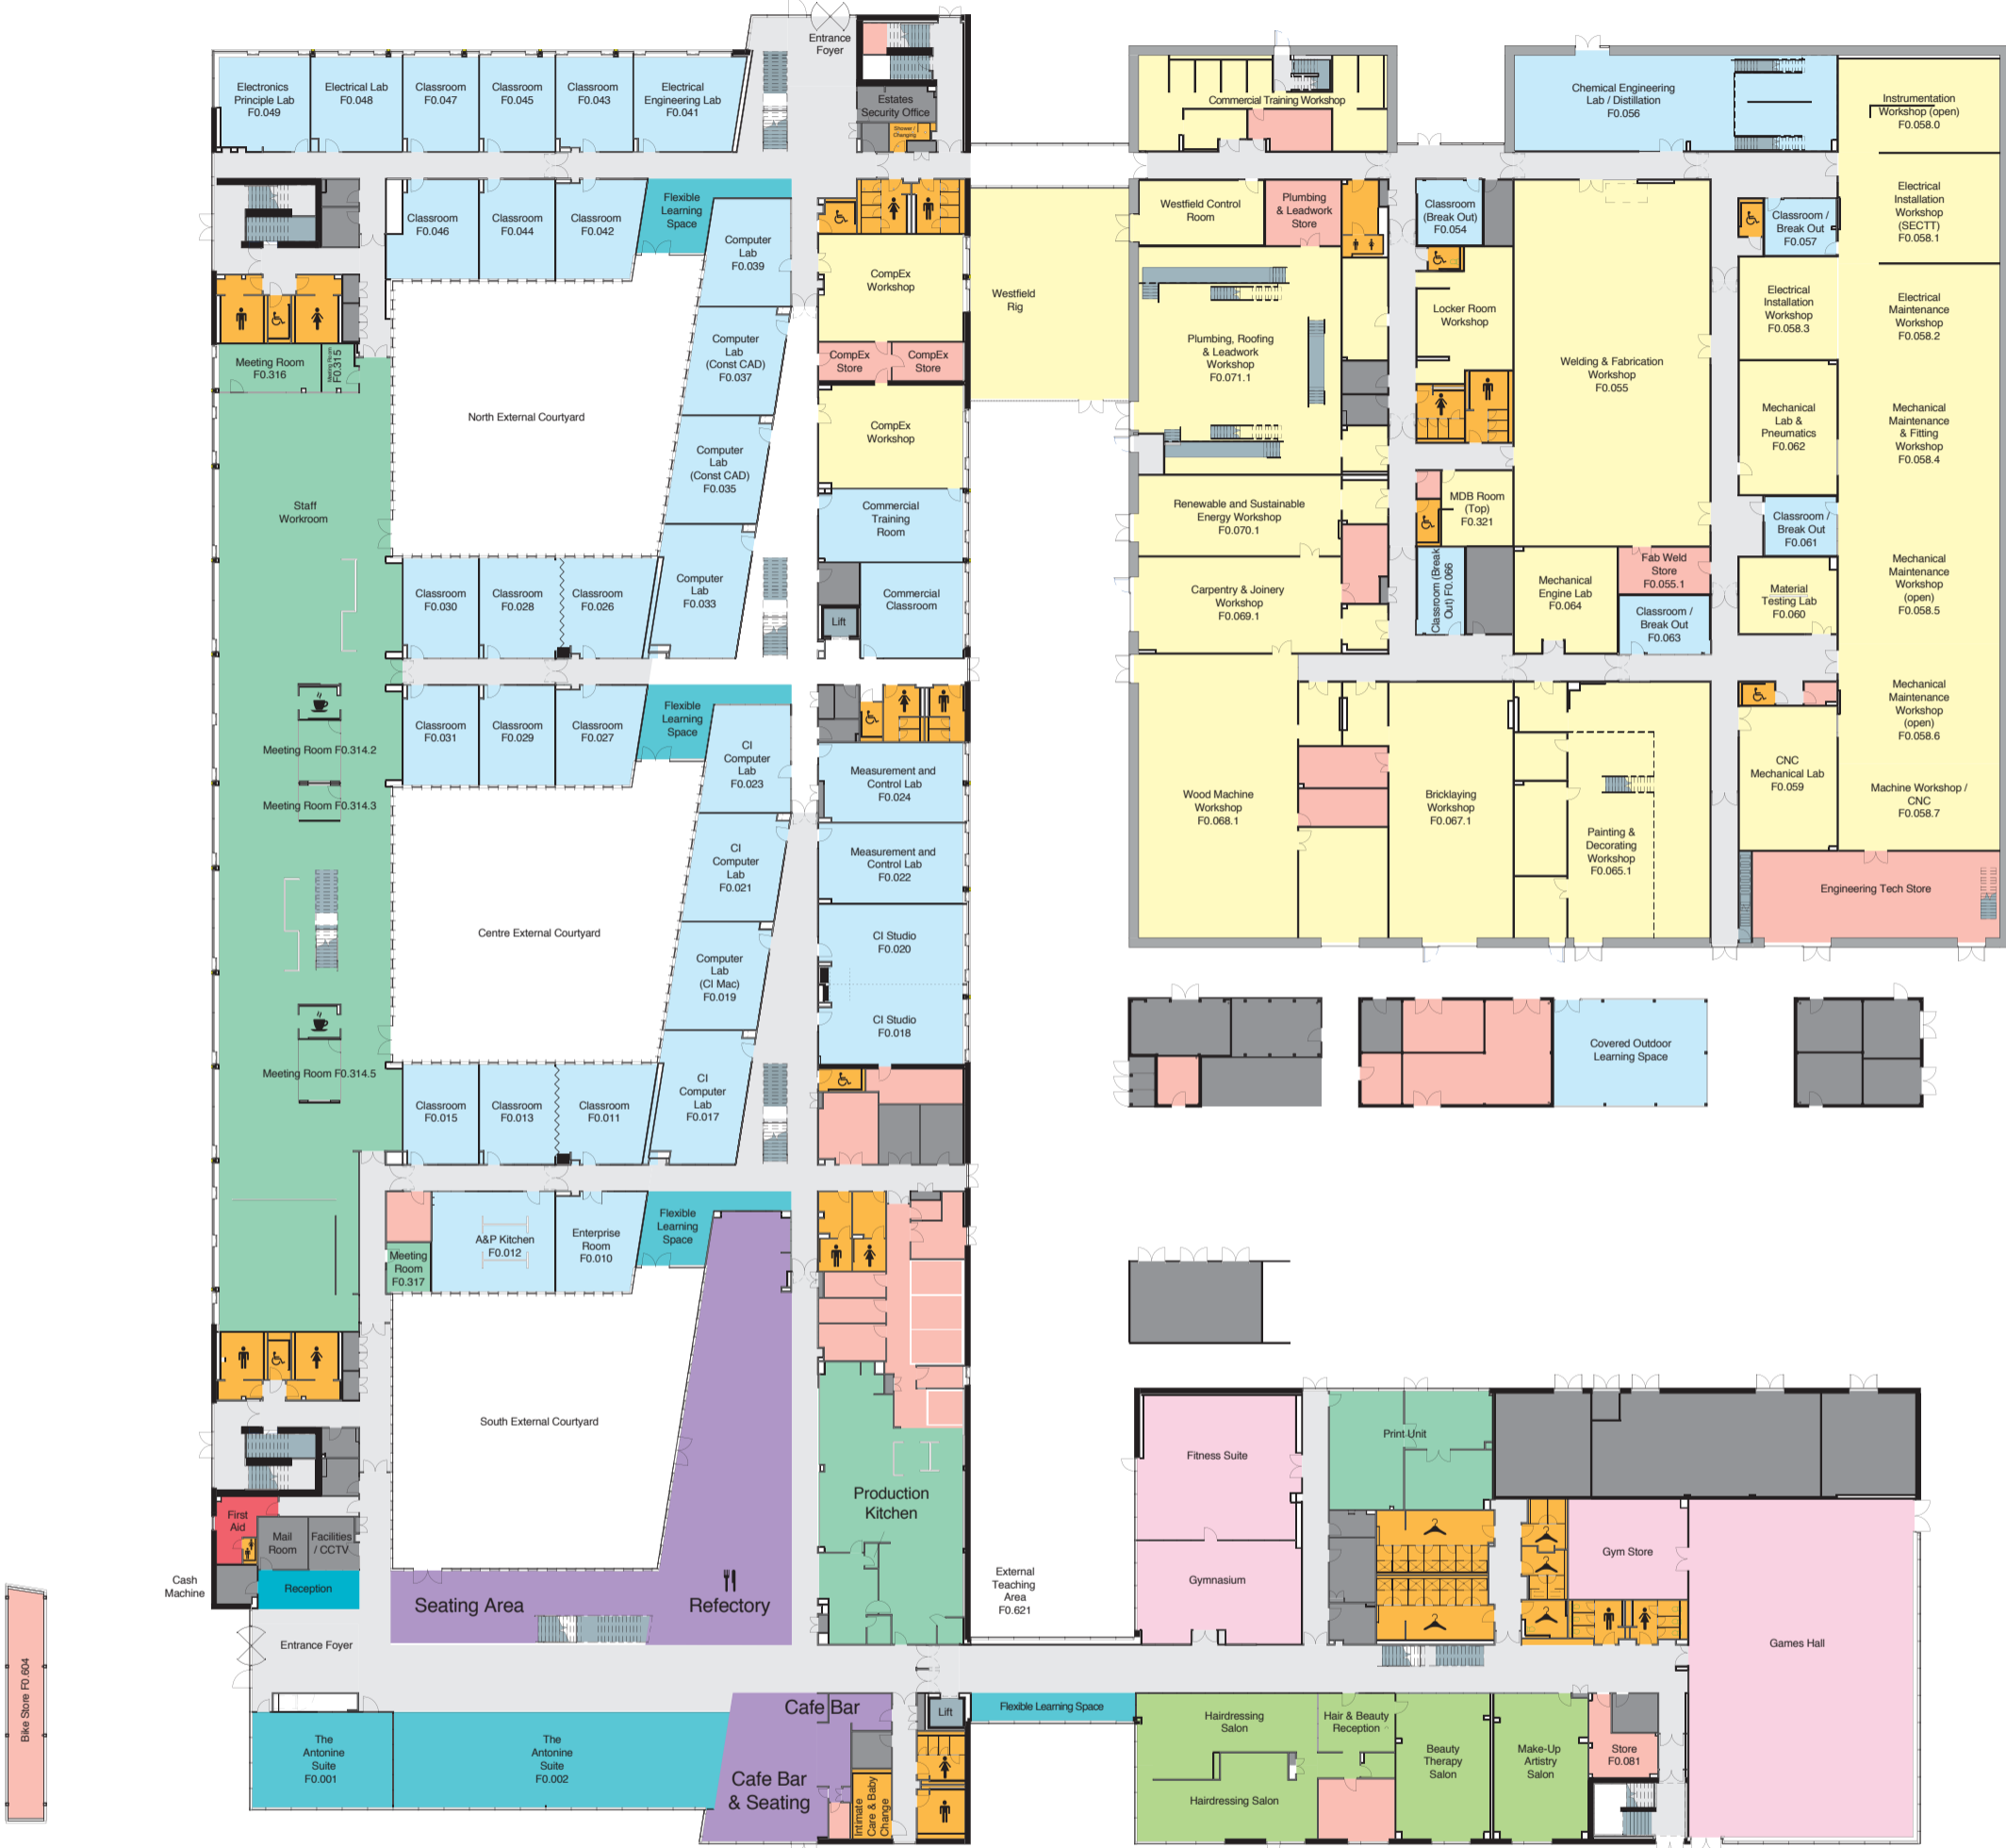 Entrance
Foyer
Electronics
Principle Lab
F0.049
Electrical Lab
F0.048
Classroom
F0.047
Classroom
F0.045
Classroom
F0.043
Electrical
Engineering Lab
F0.041
Estates
Security Office
Shower /
Changing
Commercial Training Workshop
Chemical Engineering
Lab / Distillation
F0.056
Instrumentation
Workshop (open)
F0.058.0
Classroom
F0.046
Classroom
F0.044
Classroom
F0.042
Flexible
Learning
Space
Computer
Lab
F0.039
CompEx
Workshop
Westfield
Rig
Westfield Control
Room
Plumbing
& Leadwork
Store
Classroom
(Break Out)
F0.054
Classroom /
Break Out
F0.057
Electrical
Installation
Workshop
(SECTT)
F0.058.1
Meeting Room
F0.316
Meeting Room
F0.315
Computer
Lab
(Const CAD)
F0.037
CompEx
Store
CompEx
Store
Plumbing, Roofing
& Leadwork
Workshop
F0.071.1
Locker Room
Workshop
Welding & Fabrication
Workshop
F0.055
Electrical
Installation
Workshop
F0.058.3
Electrical
Maintenance
Workshop
F0.058.2
North External Courtyard
Computer
Lab
(Const CAD)
F0.035
CompEx
Workshop
Mechanical
Lab &
Pneumatics
F0.062
Mechanical
Maintenance
& Fitting
Workshop
F0.058.4
Staff
Workroom
Commercial
Training
Room
Renewable and Sustainable
Energy Workshop
F0.070.1
MDB Room
(Top)
F0.321
Classroom /
Break Out
F0.061
Classroom
F0.030
Classroom
F0.028
Classroom
F0.026
Computer
Lab
F0.033
Commercial
Classroom
Lift
Carpentry & Joinery
Workshop
F0.069.1
Classroom (Break
Out) F0.066
Mechanical
Engine Lab
F0.064
Fab Weld
Store
F0.055.1
Classroom /
Break Out
F0.063
Material
Testing Lab
F0.060
Mechanical
Maintenance
Workshop
(open)
F0.058.5
Classroom
F0.031
Classroom
F0.029
Classroom
F0.027
Flexible
Learning
Space
CI
Computer
Lab
F0.023
Measurement and
Control Lab
F0.024
Mechanical
Maintenance
Workshop
(open)
F0.058.6
Meeting Room F0.314.2
Meeting Room F0.314.3
Wood Machine
Workshop
F0.068.1
Bricklaying
Workshop
F0.067.1
Painting &
Decorating
Workshop
F0.065.1
CNC
Mechanical Lab
F0.059
Machine Workshop /
CNC
F0.058.7
CI
Computer
Lab
F0.021
Measurement and
Control Lab
F0.022
Engineering Tech Store
Centre External Courtyard
Computer
Lab
(CI Mac)
F0.019
CI Studio
F0.020
CI Studio
F0.018
Covered Outdoor
Learning Space
Meeting Room F0.314.5
Classroom
F0.015
Classroom
F0.013
Classroom
F0.011
CI
Computer
Lab
F0.017
Meeting
Room
F0.317
A&P Kitchen
F0.012
Enterprise
Room
F0.010
Flexible
Learning
Space
South External Courtyard
Production
Kitchen
Fitness Suite
Print Unit
First
Aid
Mail
Room
Facilities
/ CCTV
Cash
Machine
Reception
Seating Area
Refectory
External
Teaching
Area
F0.621
Gymnasium
Gym Store
Games Hall
Entrance Foyer
Bike Store F0.604
The
Antonine
Suite
F0.001
The
Antonine
Suite
F0.002
Cafe Bar
Cafe Bar
& Seating
Intimate
Care & Baby
Change
Lift
Flexible Learning Space
Hairdressing
Salon
Hair & Beauty
Reception
Hairdressing Salon
Beauty
Therapy
Salon
Make-Up
Artistry
Salon
Store
F0.081